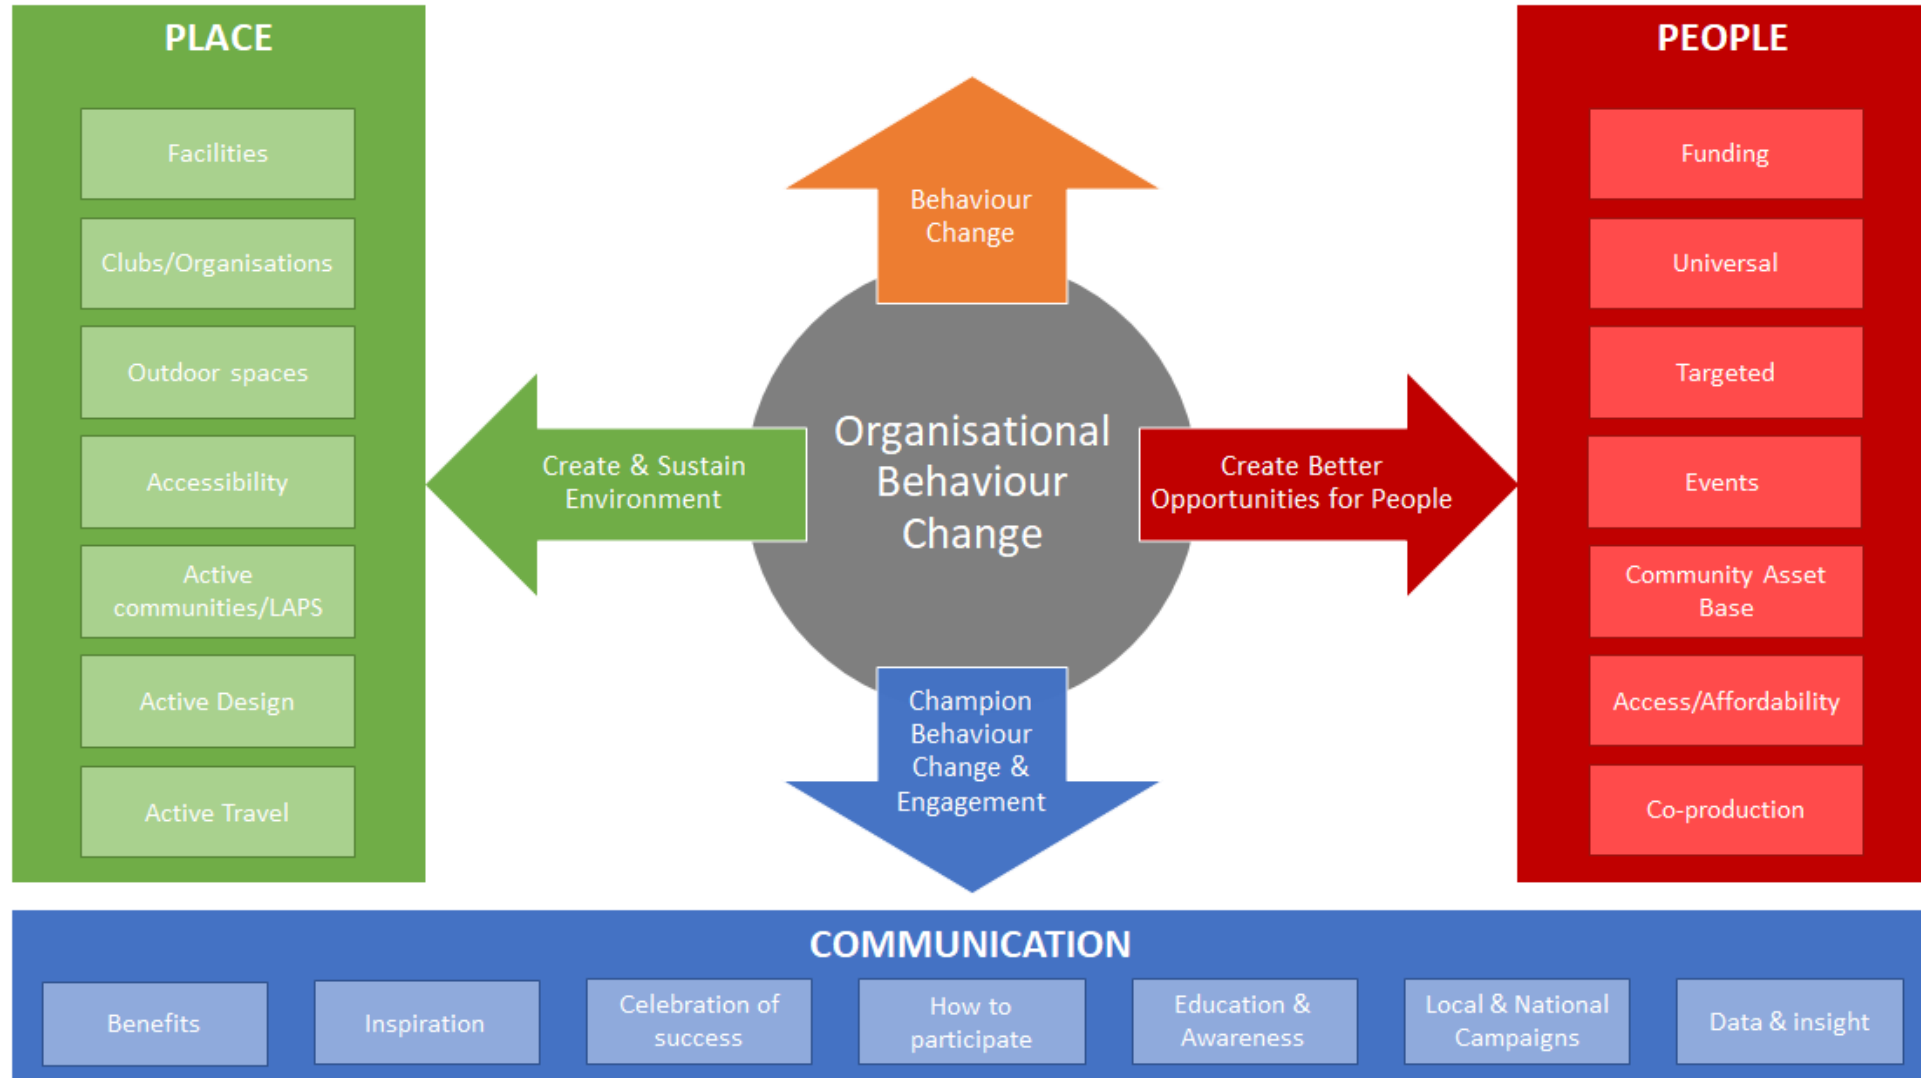 PLACE
Facilities
Clubs/Organisations
Outdoor spaces
Accessibility
Active
communities/LAPS
Active Design
Active Travel
Behaviour
Change
Create & Sustain
Environment
Organisational
Behaviour
Change
Create Better
Opportunities for People
Champion
Behaviour
Change &
Engagement
PEOPLE
Funding
Universal
Targeted
Events
Community Asset
Base
Access/Affordability
Co-production
COMMUNICATION
Benefits
Inspiration
Celebration of
success
How to
participate
Education &
Awareness
Local & National
Campaigns
Data & insight